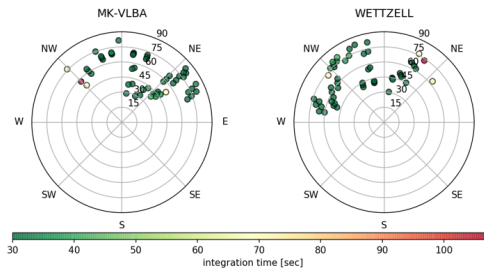 MK-VLBA
WETTZELL
90
75
60
45
30
15
NW
NE
W
E
SW
SE
S
90
75
60
45
30
15
NW
NE
W
E
SW
SE
S
30 40 50 60 70 80 90 100
integration time [sec]